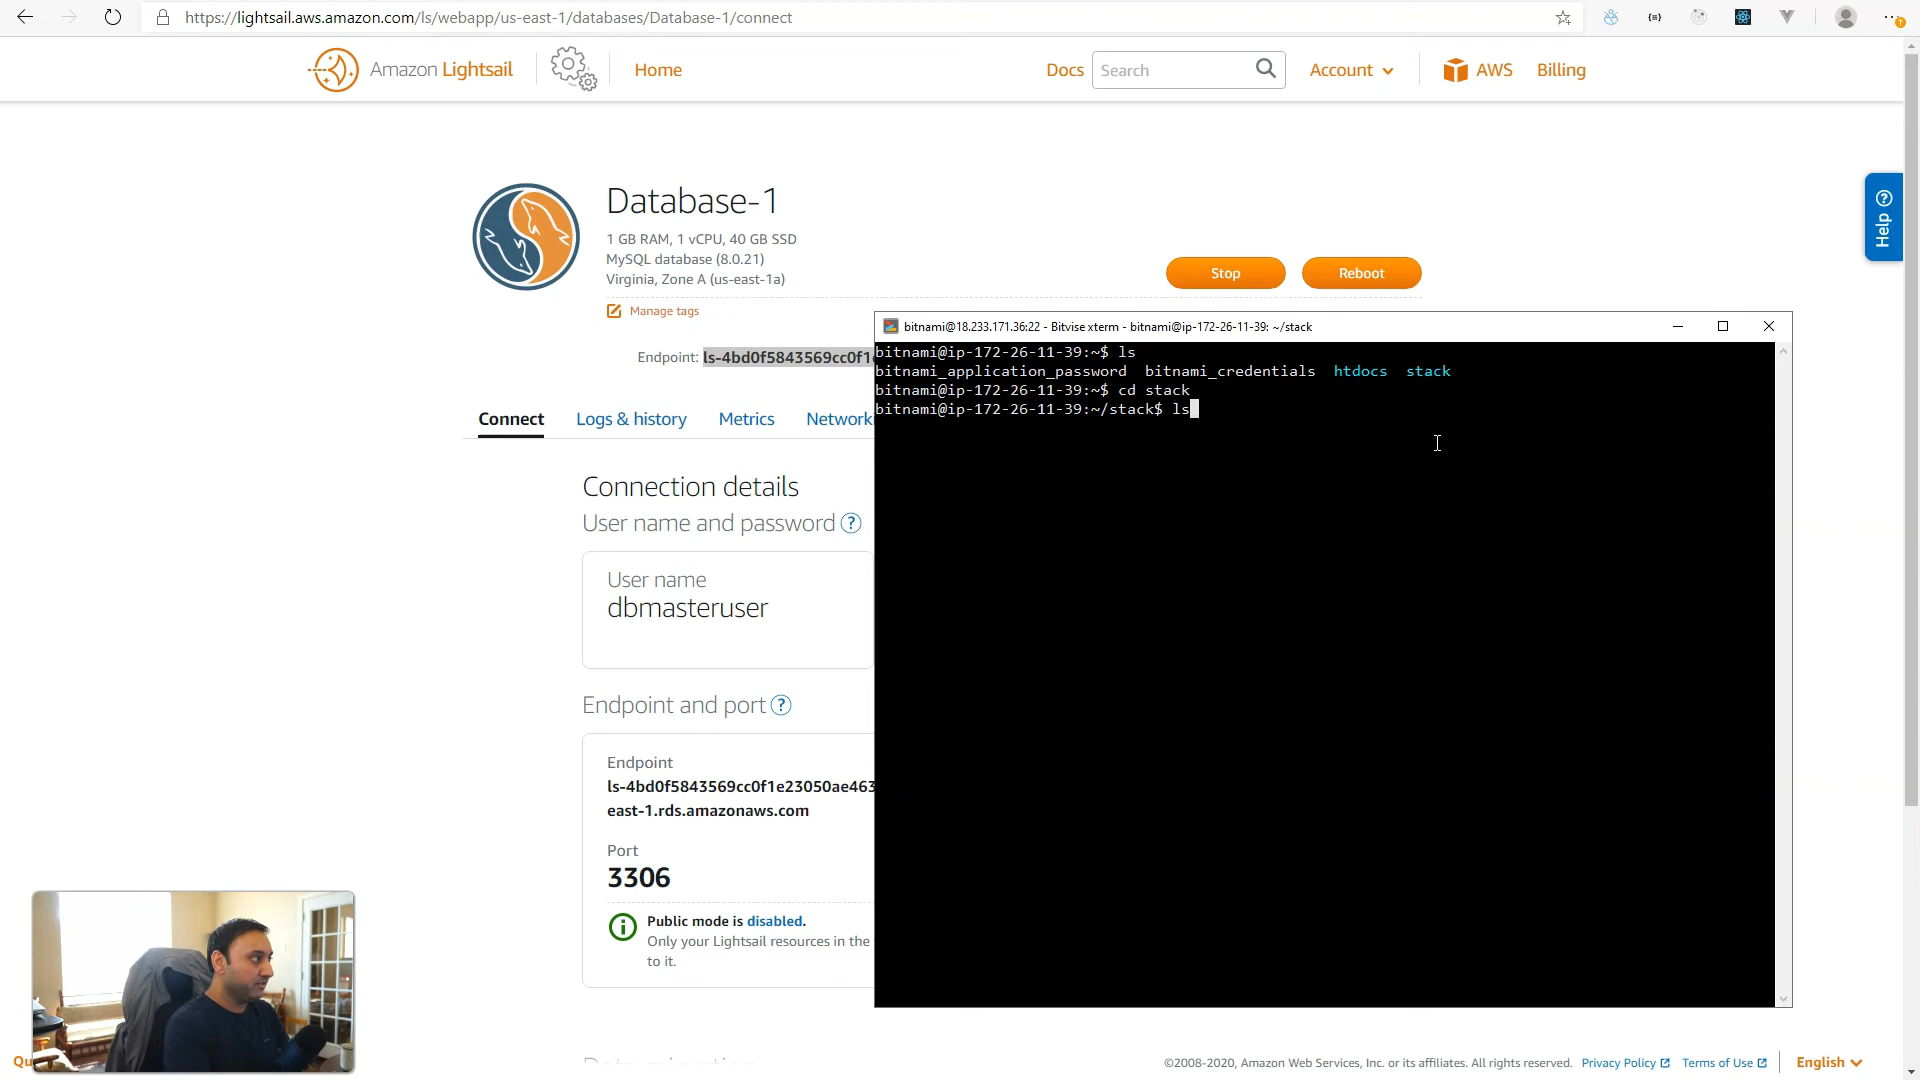 https://lightsail.aws.amazon.com/ls/webapp/us-east-1/databases/Database-1/connect
Amazon Lightsail
Home
Docs
Search
Account
AWS
Billing
Help
Database-1
1 GB RAM, 1 vCPU, 40 GB SSD
MySQL database (8.0.21)
Virginia, Zone A (us-east-1a)
Stop
Reboot
Manage tags
Endpoint: ls-4bd0f5843569cc0f1
Connect
Logs & history
Metrics
Network
Connection details
User name and password
User name
dbmasteruser
Endpoint and port
Endpoint
ls-4bd0f5843569cc0f1e23050ae463
east-1.rds.amazonaws.com
Port
3306
Public mode is disabled.
Only your Lightsail resources in the
to it.
bitnami@18.233.171.36:22 - Bitvise xterm - bitnami@ip-172-26-11-39: ~/stack
bitnami@ip-172-26-11-39:~$ ls
bitnami_application_password bitnami_credentials htdocs stack
bitnami@ip-172-26-11-39:~$ cd stack
bitnami@ip-172-26-11-39:~/stack$ ls
Qu
©2008-2020, Amazon Web Services, Inc. or its affiliates. All rights reserved.
Privacy Policy
Terms of Use
English